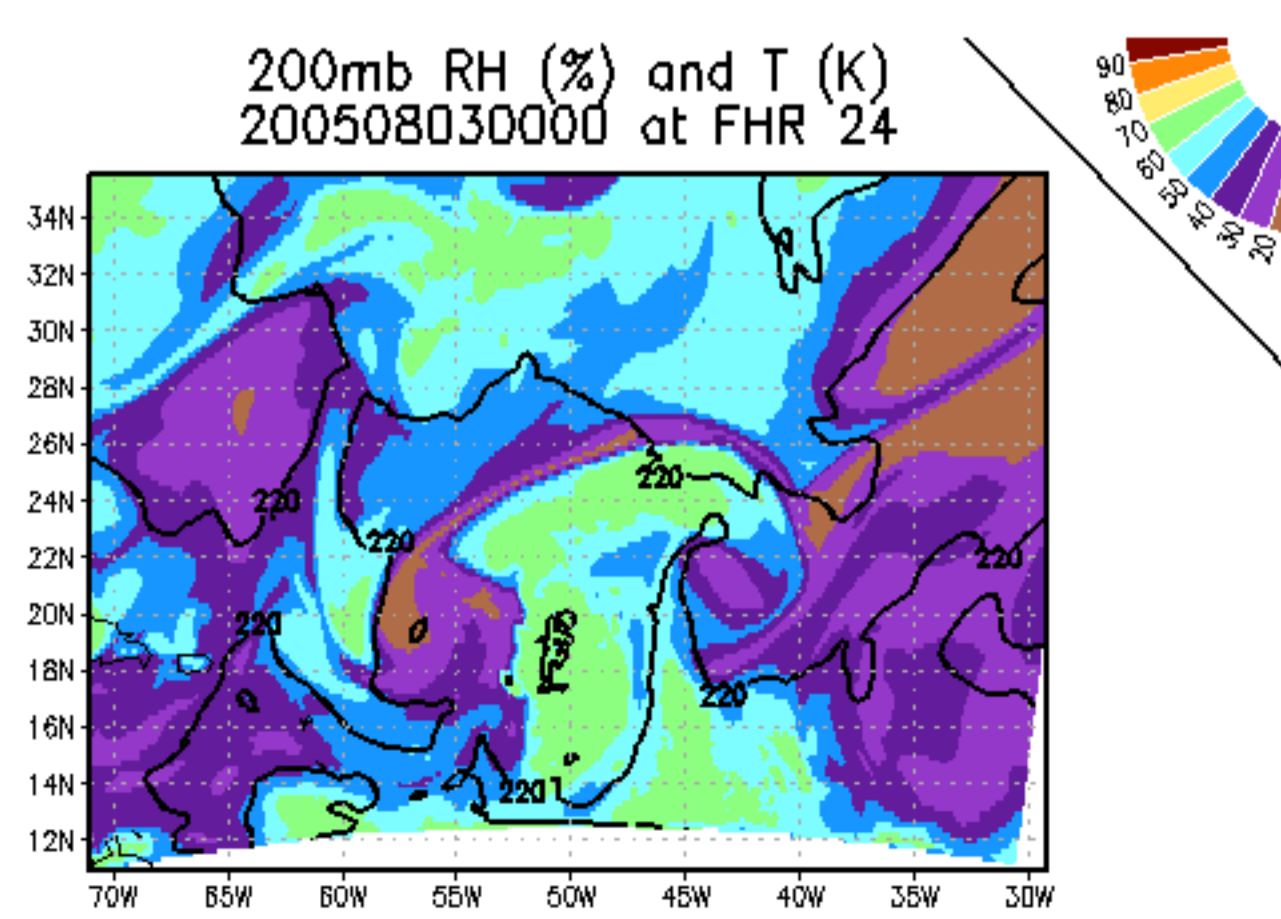 200mb RH (%) and T (K)
200508030000 at FHR 24
90
80
70
60
50
40
30
20
34N
32N
30N
28N
26N
24N
22N
20N
18N
16N
14N
12N
220
220
220
220
220
220
220
70W
65W
60W
55W
50W
45W
40W
35W
30W